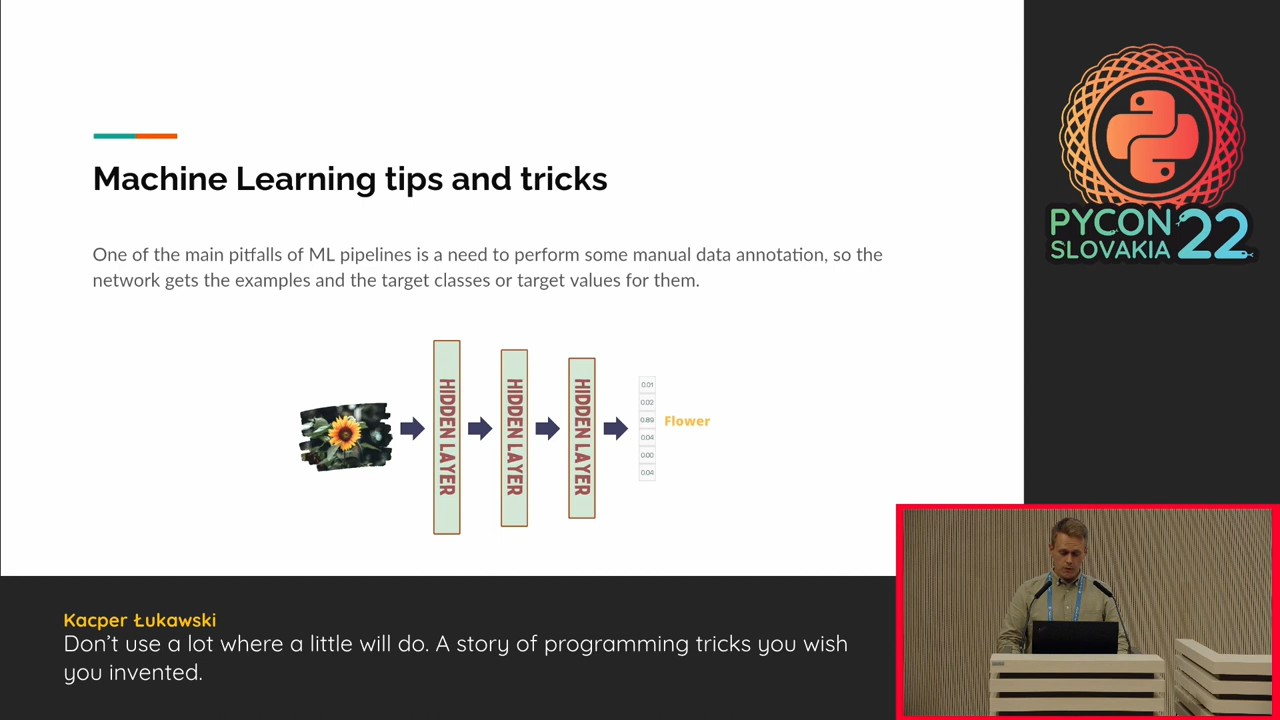 Machine Learning tips and tricks
One of the main pitfalls of ML pipelines is a need to perform some manual data annotation, so the
network gets the examples and the target classes or target values for them.
HIDDEN LAYER
HIDDEN LAYER
HIDDEN LAYER
0.01
0.02
0.89
0.04
0.00
0.04
Flower
PYCON
SLOVAKIA
22
Kacper Łukawski
Don't use a lot where a little will do. A story of programming tricks you wish
you invented.